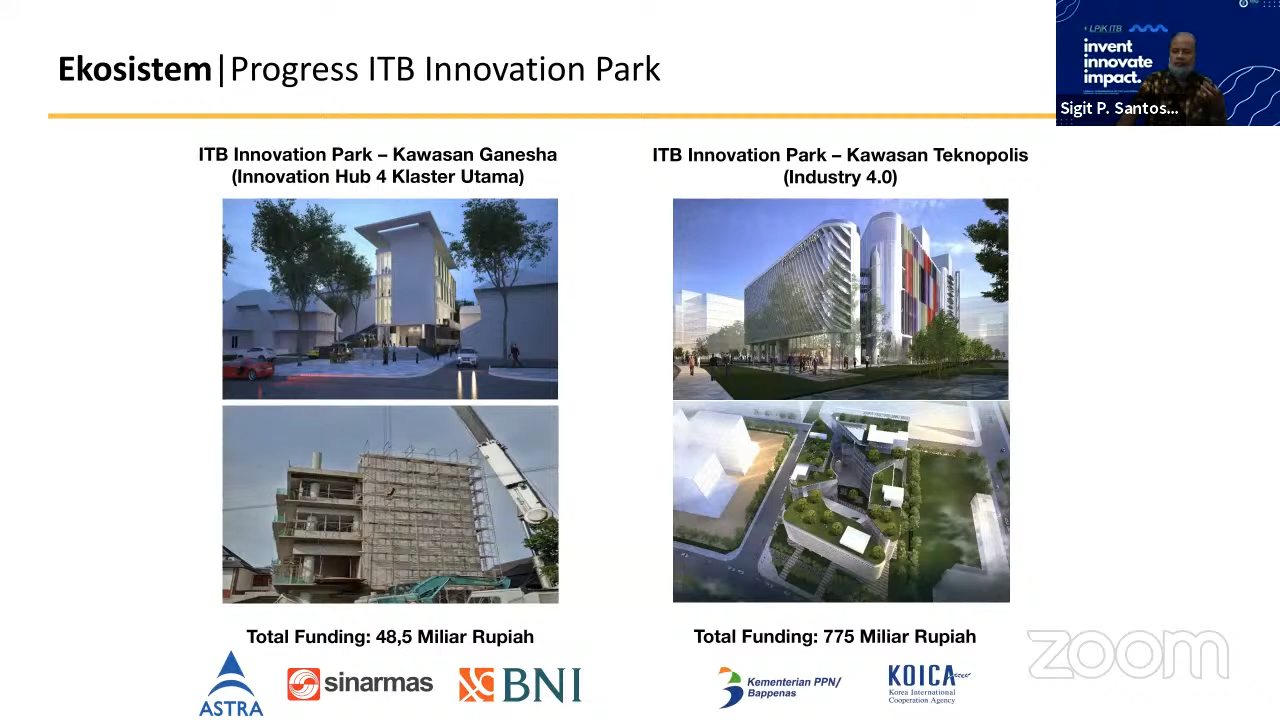 Ekosistem|Progress ITB Innovation Park
LPiK ITB
invent
innovate
impact.
Sigit P. Santos...
ITB Innovation Park – Kawasan Ganesha
(Innovation Hub 4 Klaster Utama)
ITB Innovation Park – Kawasan Teknopolis
(Industry 4.0)
Total Funding: 48,5 Miliar Rupiah
Total Funding: 775 Miliar Rupiah
ASTRA
sinarmas
BNI
Kementerian PPN/
Bappenas
KOICA
Korea International
Cooperation Agency
zoom